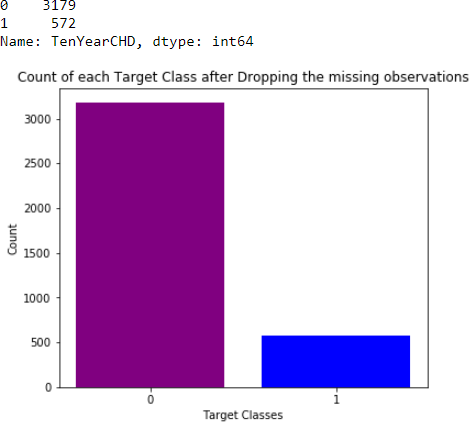 0    3179
1     572
Name: TenYearCHD, dtype: int64
Count of each Target Class after Dropping the missing observations
3000
2500
2000
1500
1000
500
0
Count
0 1
Target Classes